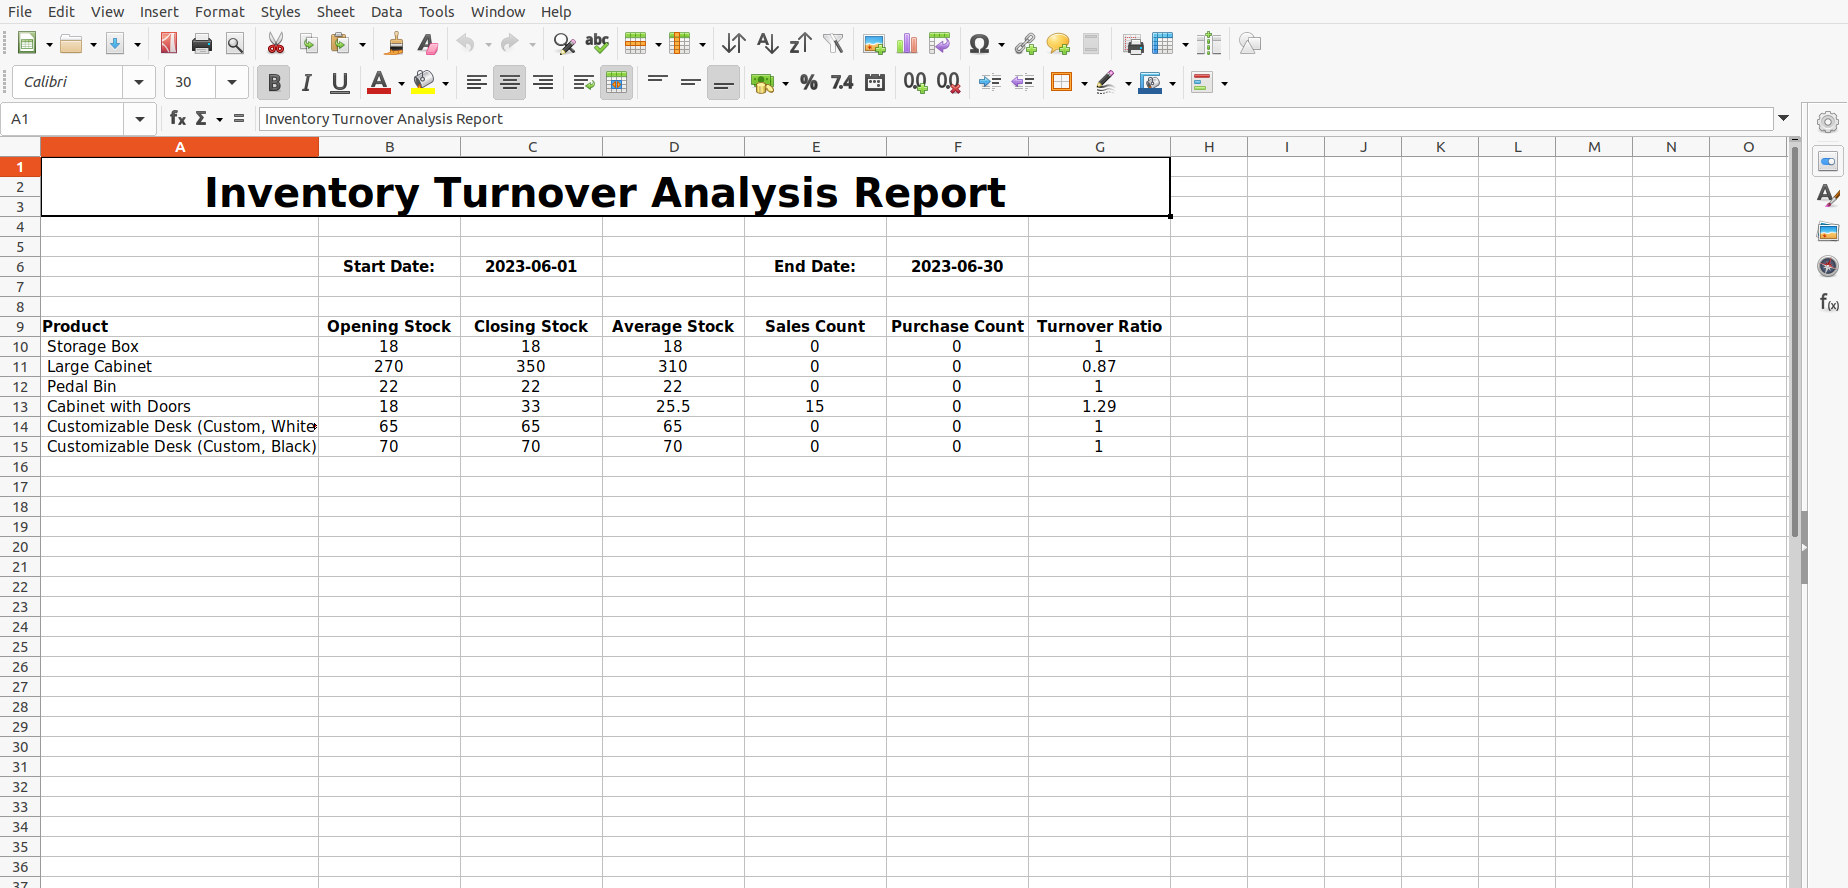 File Edit View Insert Format Styles Sheet Data Tools Window Help
Calibri 30 B I U A % 7.4 0.0 0.0
A1 fx Σ = Inventory Turnover Analysis Report
A B C D E F G H I J K L M N O
1
2 Inventory Turnover Analysis Report
3
4
5
6 Start Date: 2023-06-01 End Date: 2023-06-30
7
8
9 Product Opening Stock Closing Stock Average Stock Sales Count Purchase Count Turnover Ratio
10 Storage Box 18 18 18 0 0 1
11 Large Cabinet 270 350 310 0 0 0.87
12 Pedal Bin 22 22 22 0 0 1
13 Cabinet with Doors 18 33 25.5 15 0 1.29
14 Customizable Desk (Custom, White 65 65 65 0 0 1
15 Customizable Desk (Custom, Black) 70 70 70 0 0 1
16
17
18
19
20
21
22
23
24
25
26
27
28
29
30
31
32
33
34
35
36
37